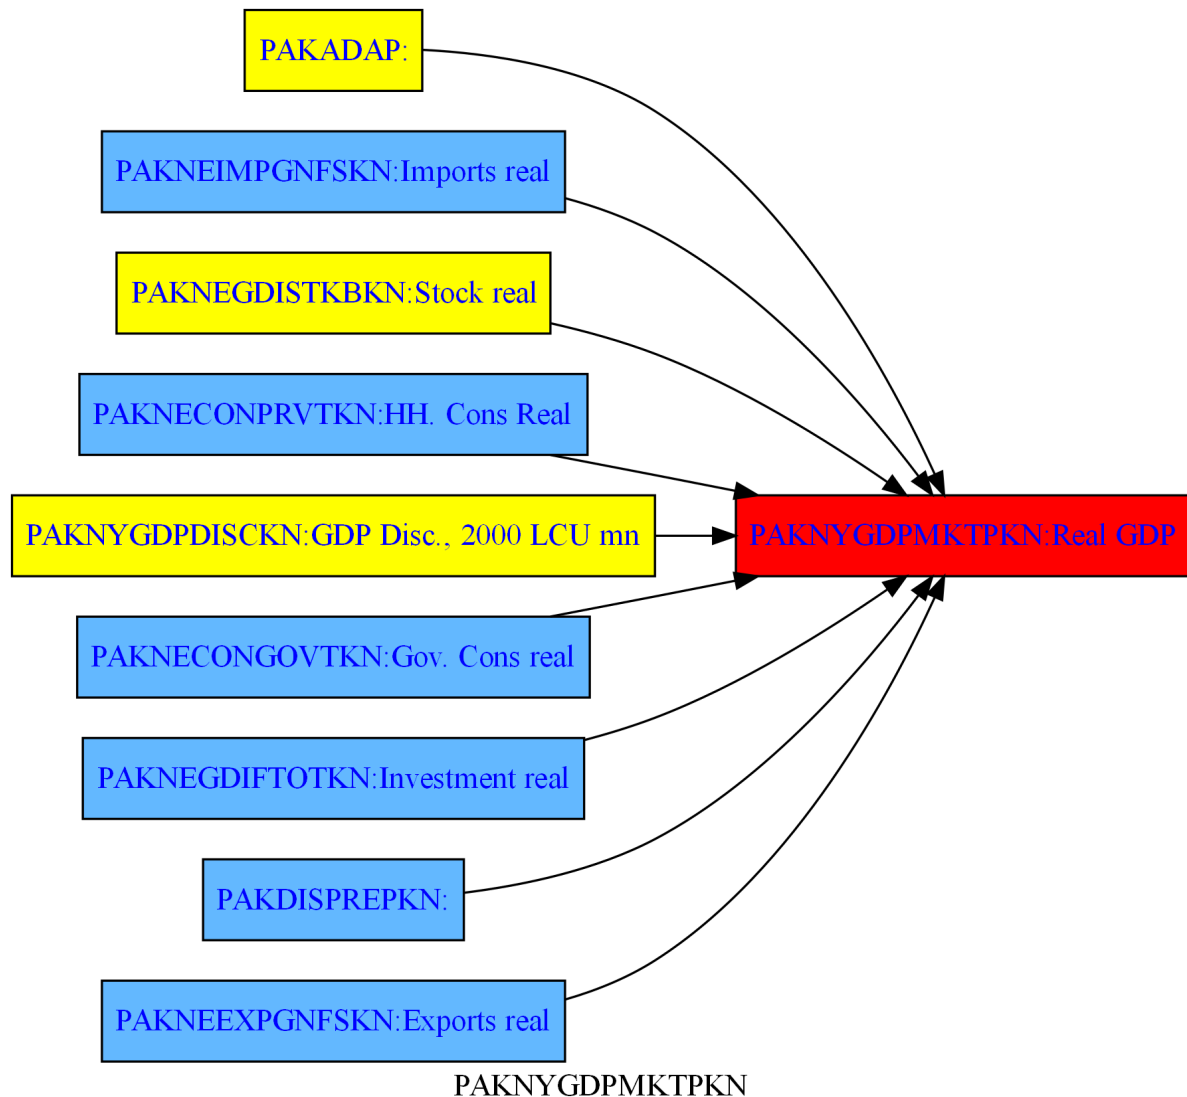 PAKADAP:
PAKNEIMPGNFSKN:Imports real
PAKNEGDISTKBKN:Stock real
PAKNECONPRVTKN:HH. Cons Real
PAKNYGDPDISCKN:GDP Disc., 2000 LCU mn
PAKNYGDPMKTPKN:Real GDP
PAKNECONGOVTKN:Gov. Cons real
PAKNEGDIFTOTKN:Investment real
PAKDISPREPKN:
PAKNEEXPGNFSKN:Exports real
PAKNYGDPMKTPKN